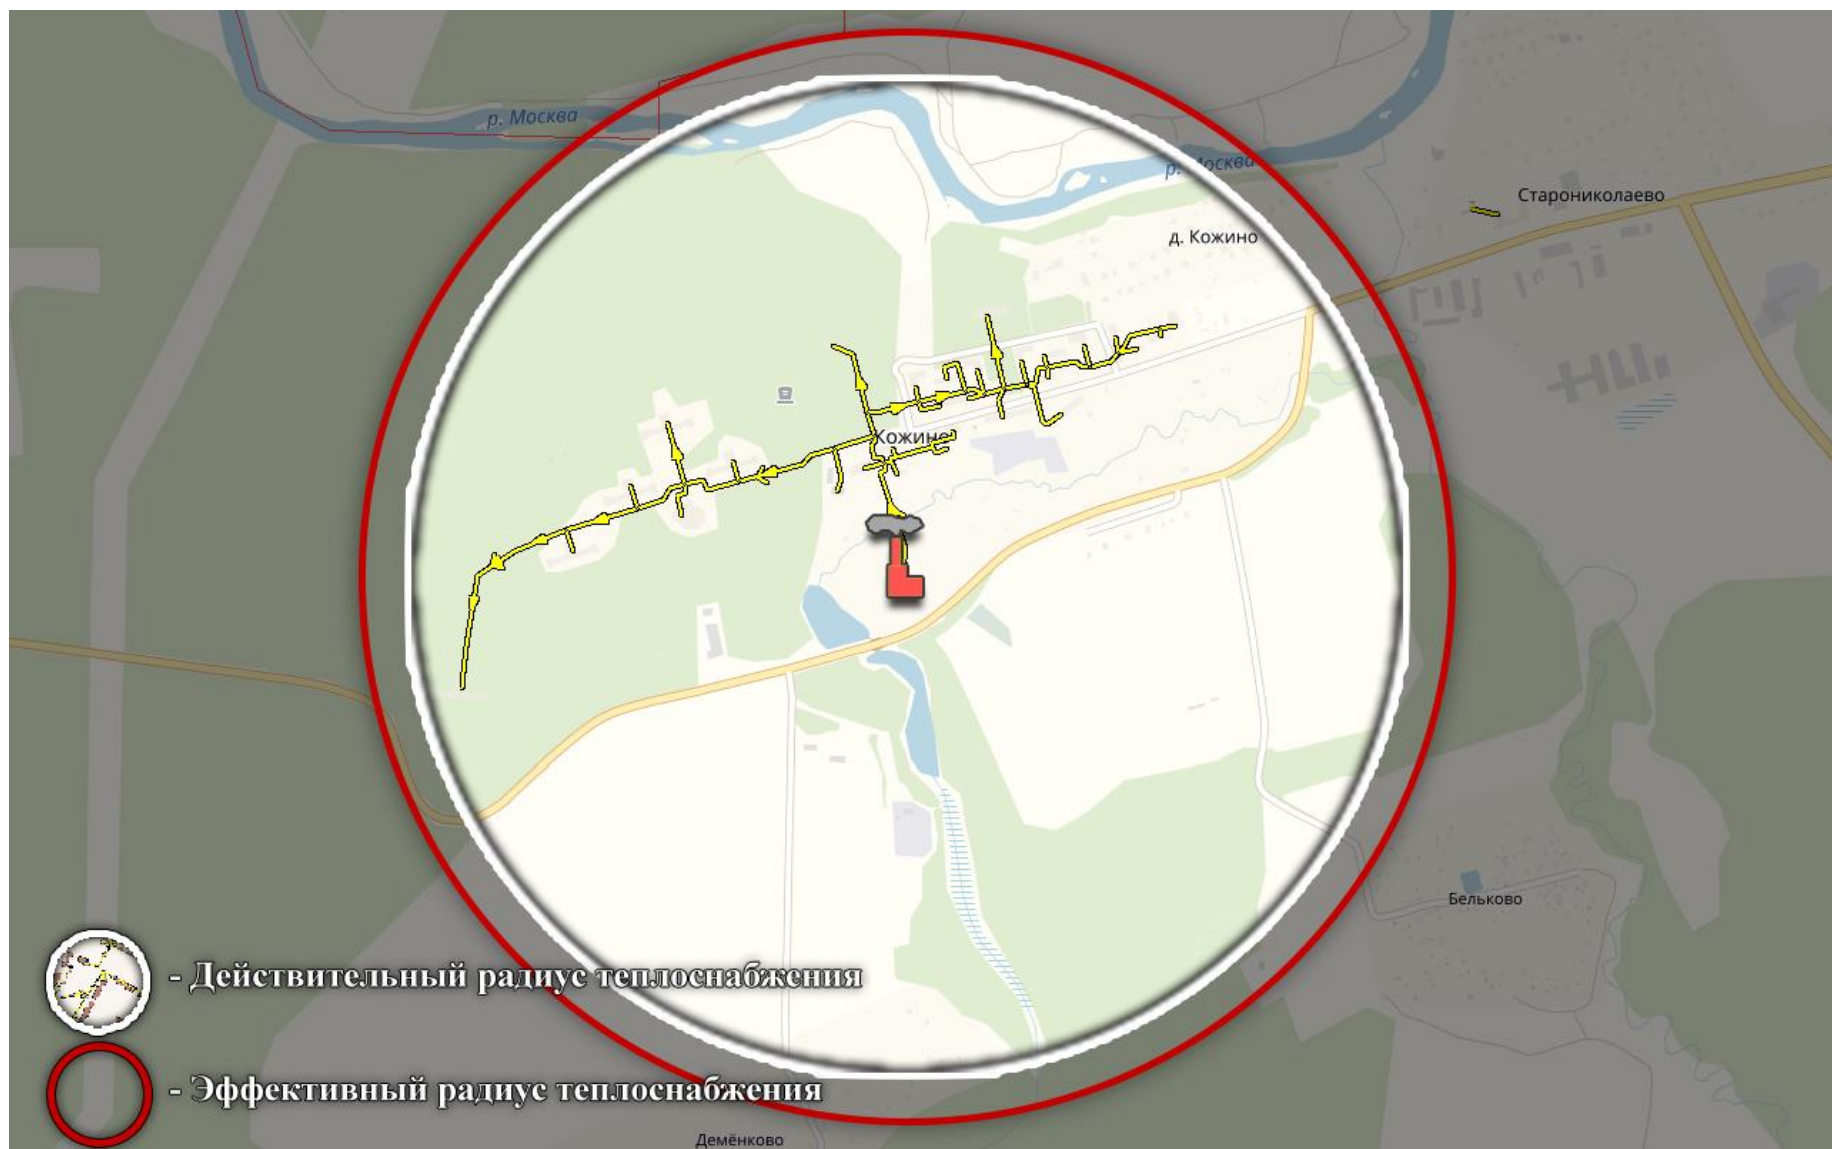 р. Москва
р. Москва
Старониколаево
д. Кожино
Кожино
Бельково
- Действительный радиус теплоснабжения
- Эффективный радиус теплоснабжения
Демёнково